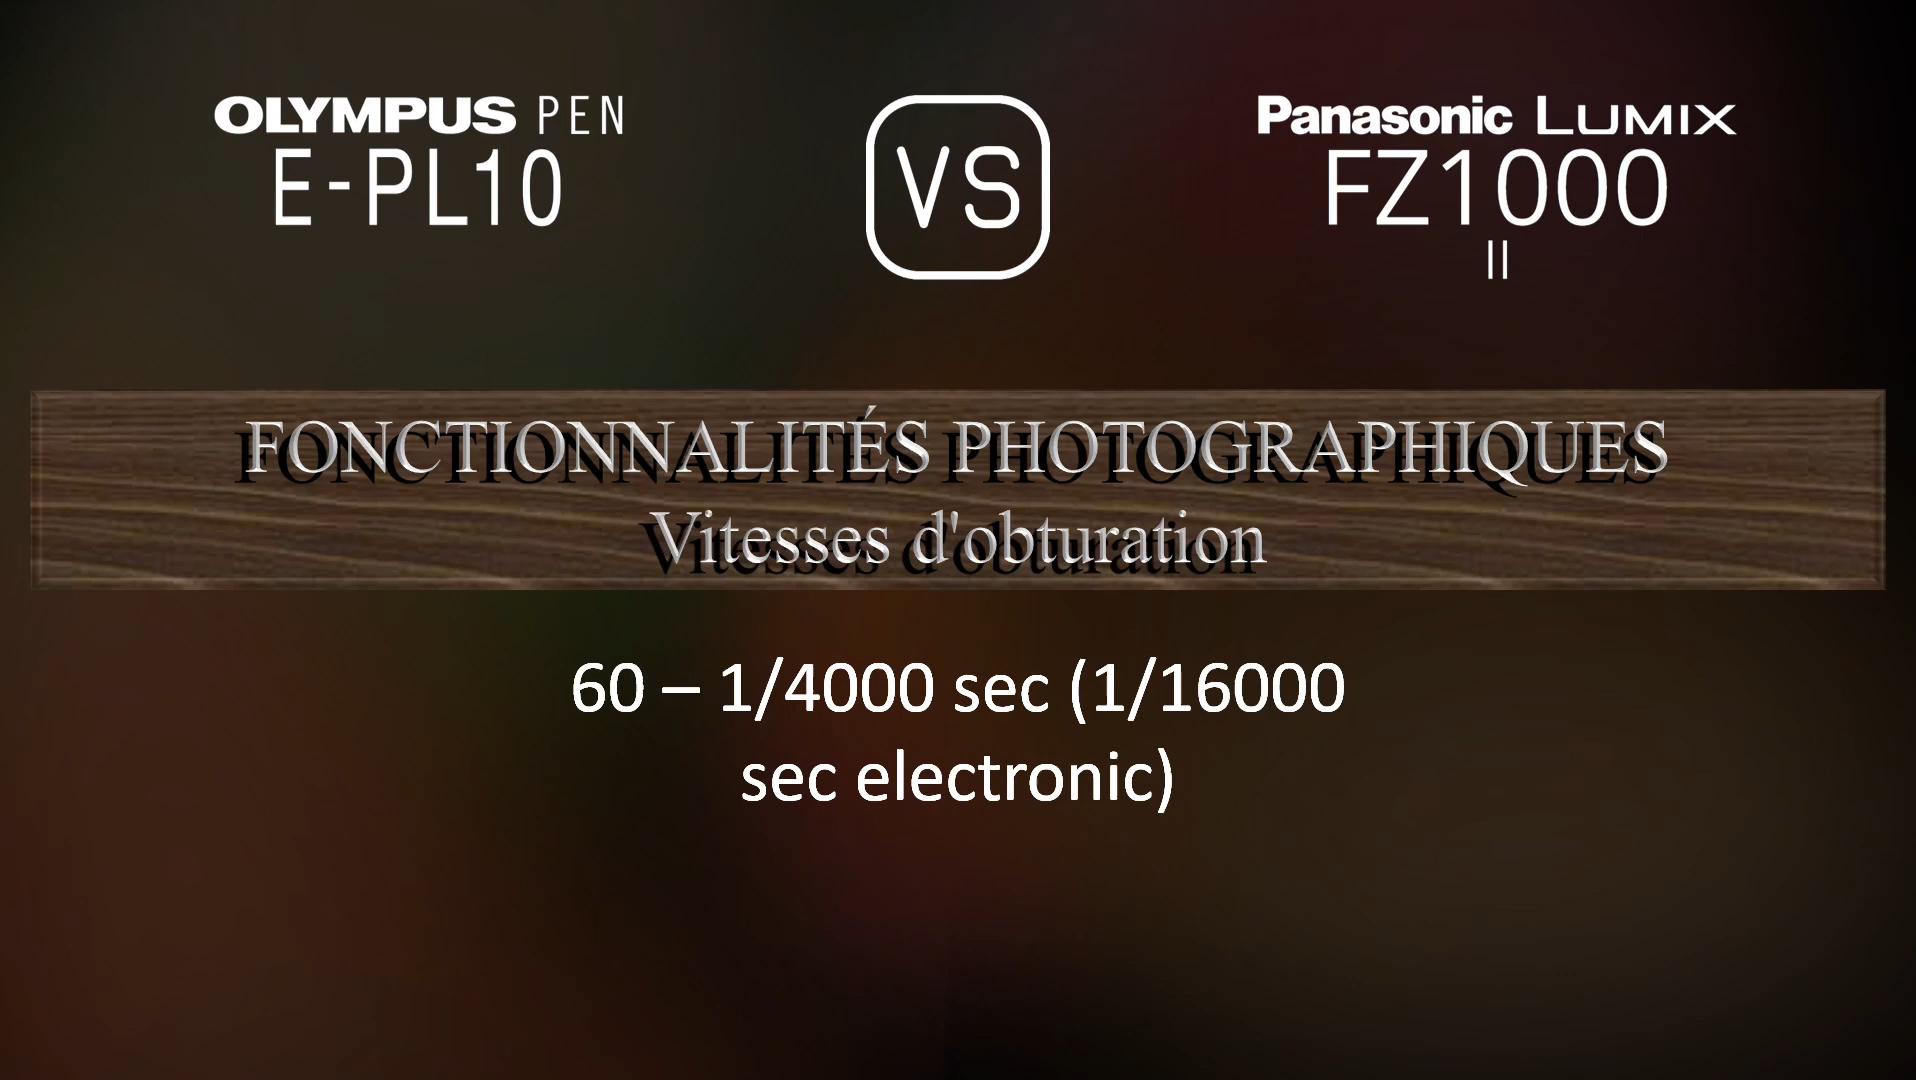 OLYMPUS PEN
E-PL10
VS
Panasonic LUMIX
FZ1000
II
FONCTIONNALITÉS PHOTOGRAPHIQUES
Vitesses d'obturation
60 – 1/4000 sec (1/16000
sec electronic)